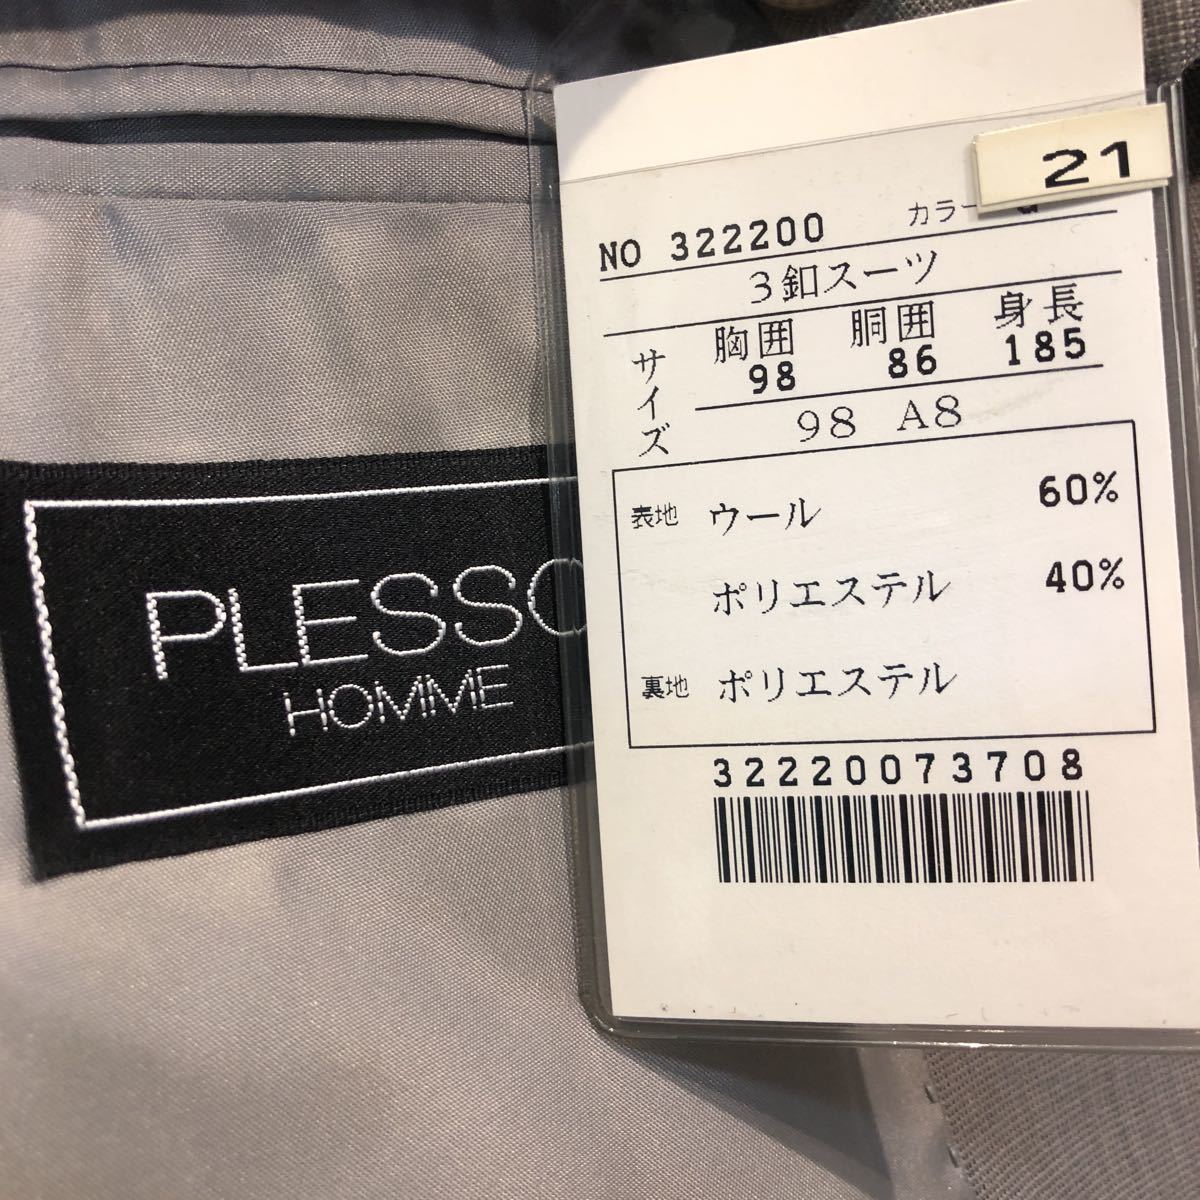 PLESSO
HOMME
21
NO 322200 カラー
3釦スーツ
サイズ
胸囲 胴囲 身長
98 86 185
98 A8
表地 ウール 60%
ポリエステル 40%
裏地 ポリエステル
32220073708